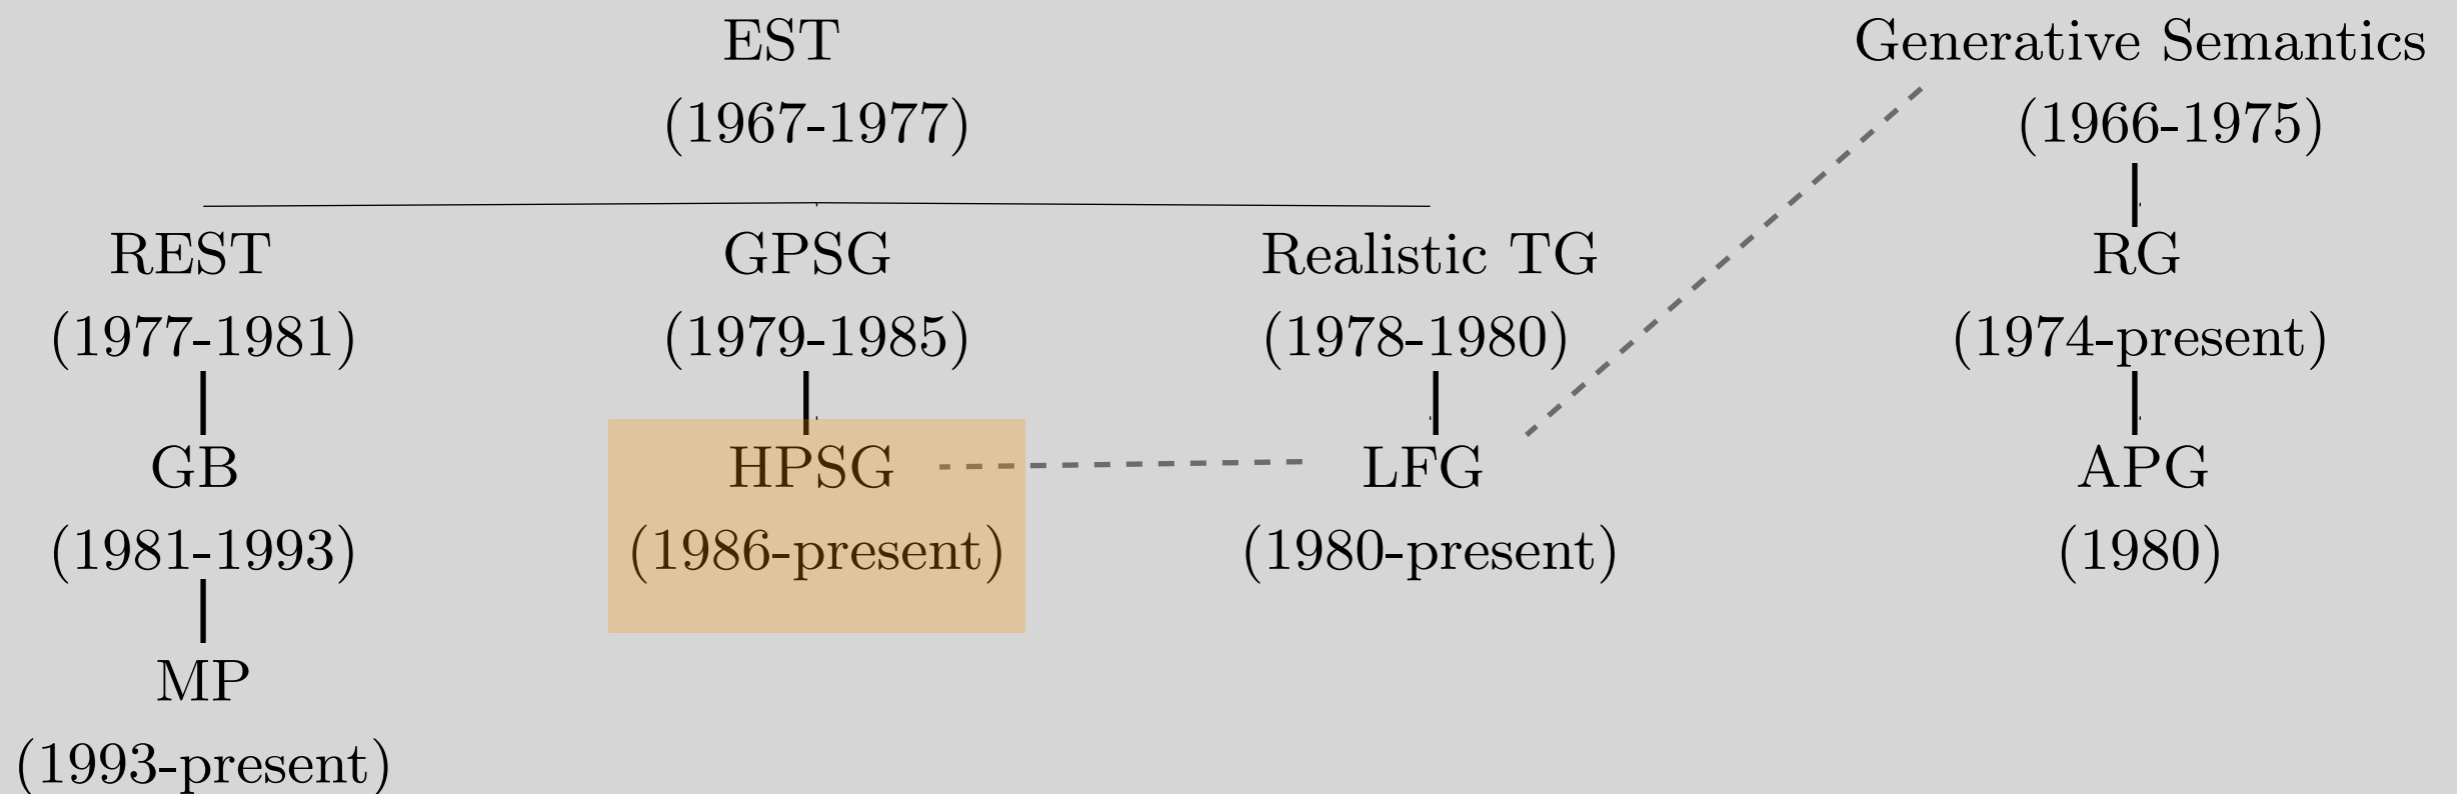 EST
Generative Semantics
(1967-1977)
(1966-1975)
REST
GPSG
Realistic TG
RG
(1977-1981)
(1979-1985)
(1978-1980)
(1974-present)
GB
HPSG
LFG
APG
(1981-1993)
(1986-present)
(1980-present)
(1980)
MP
(1993-present)